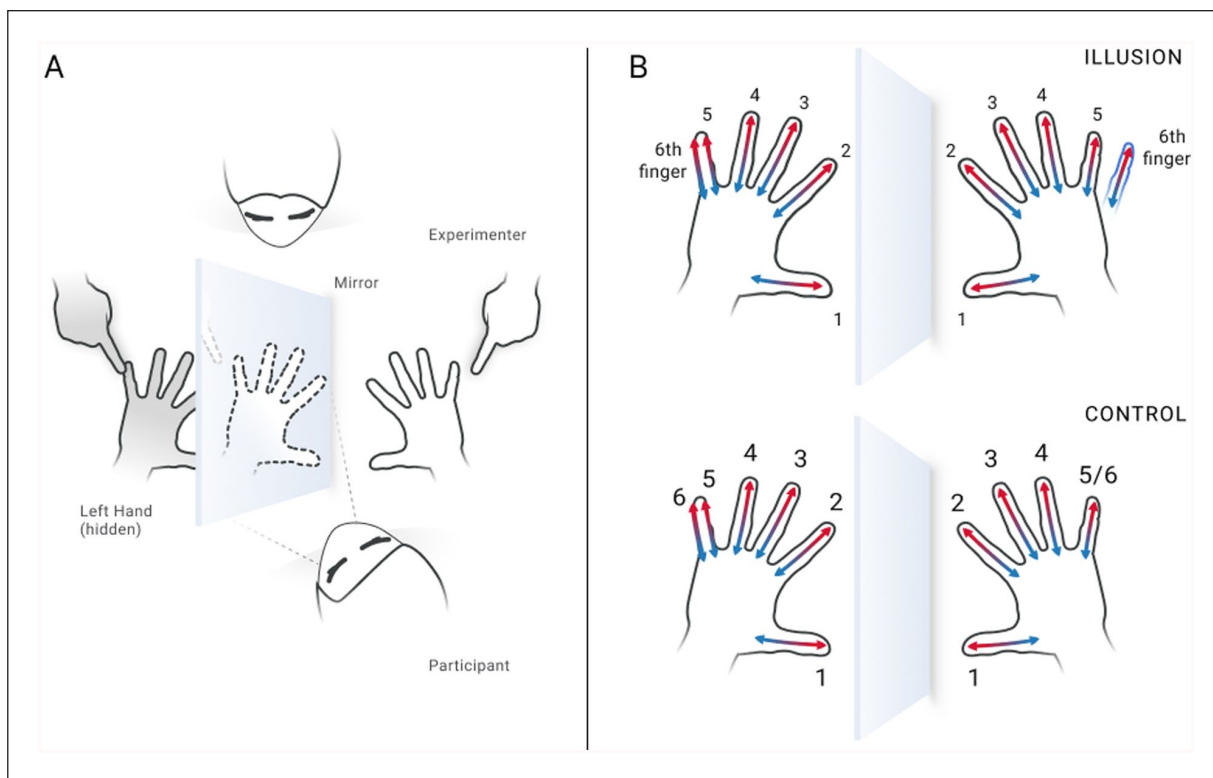 A
Experimenter
Mirror
Left Hand
(hidden)
Participant
B
ILLUSION
6th
finger
5
4
3
2
1
2
3
4
5
6th
finger
1
CONTROL
6
5
4
3
2
1
2
3
4
5/6
1